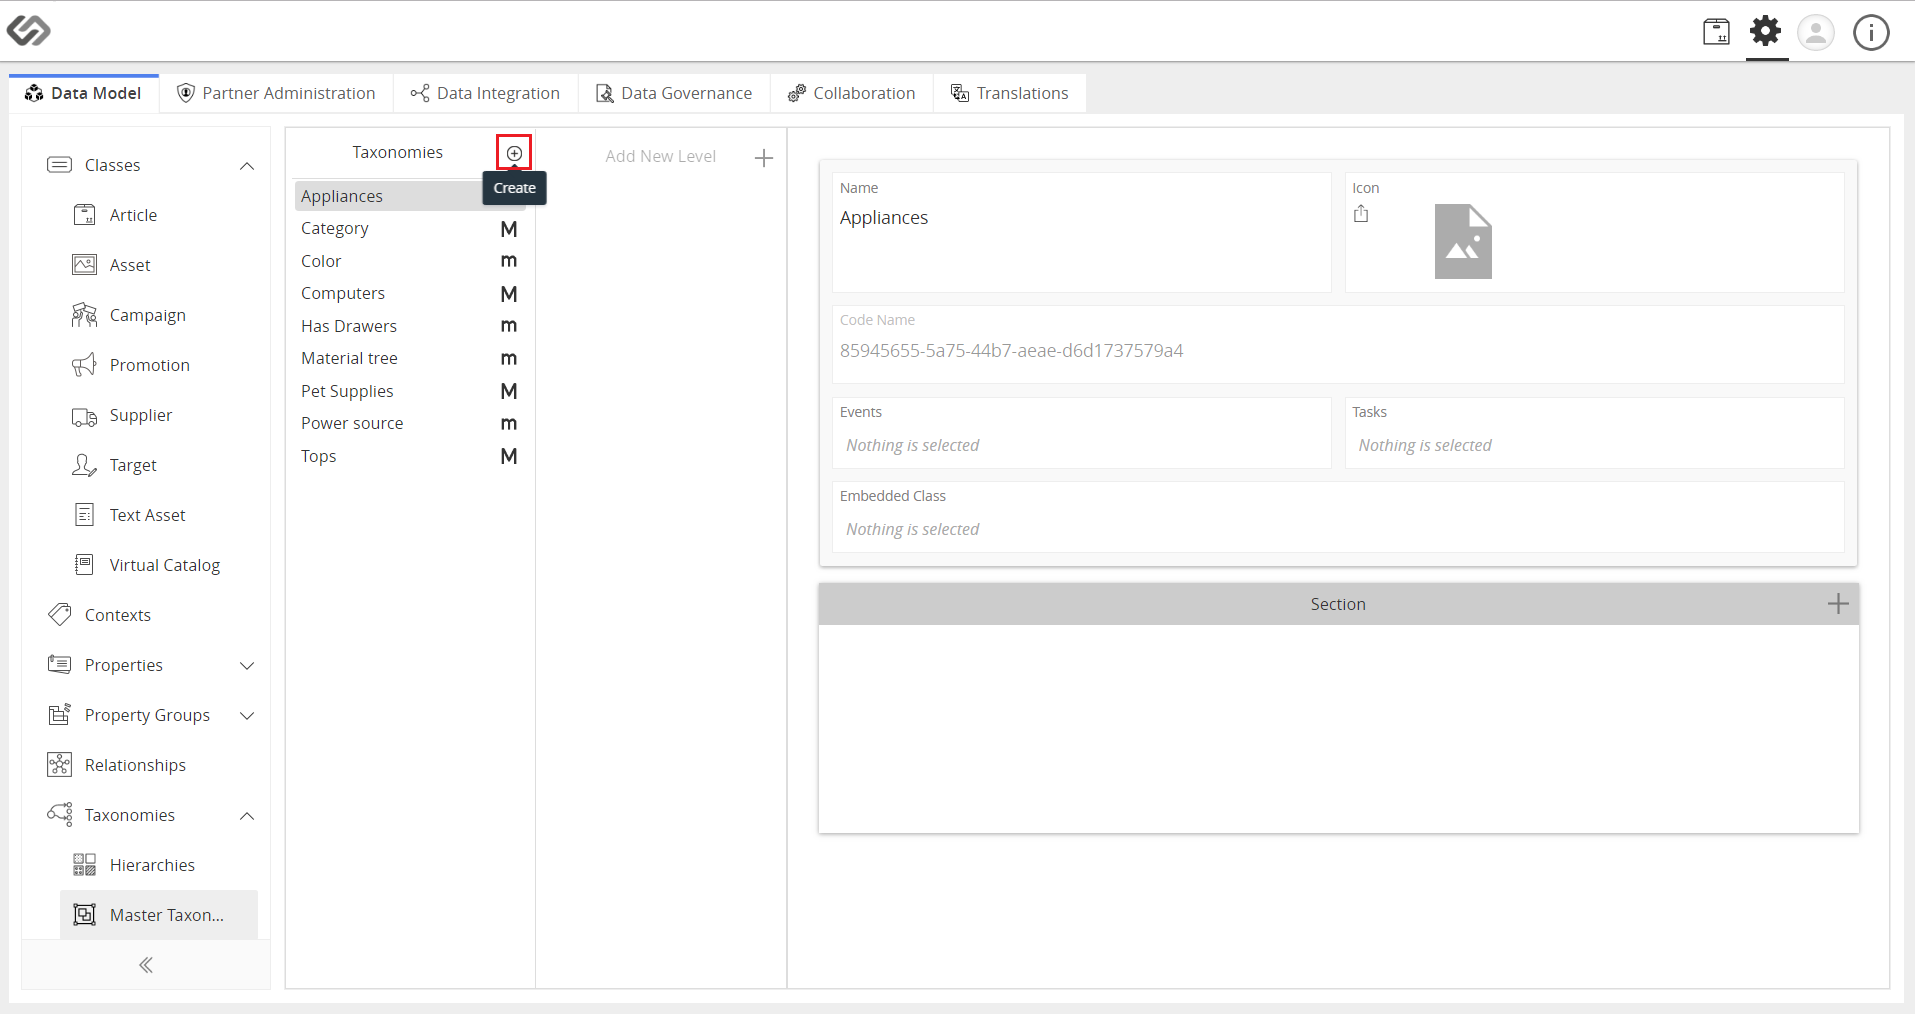 Data Model
Partner Administration
Data Integration
Data Governance
Collaboration
Translations
Classes
Article
Asset
Campaign
Promotion
Supplier
Target
Text Asset
Virtual Catalog
Contexts
Properties
Property Groups
Relationships
Taxonomies
Hierarchies
Master Taxon...
Taxonomies
Create
Appliances
Category M
Color m
Computers M
Has Drawers m
Material tree m
Pet Supplies M
Power source m
Tops M
Add New Level
Name
Appliances
Icon
Code Name
85945655-5a75-44b7-aeae-d6d1737579a4
Events
Nothing is selected
Tasks
Nothing is selected
Embedded Class
Nothing is selected
Section